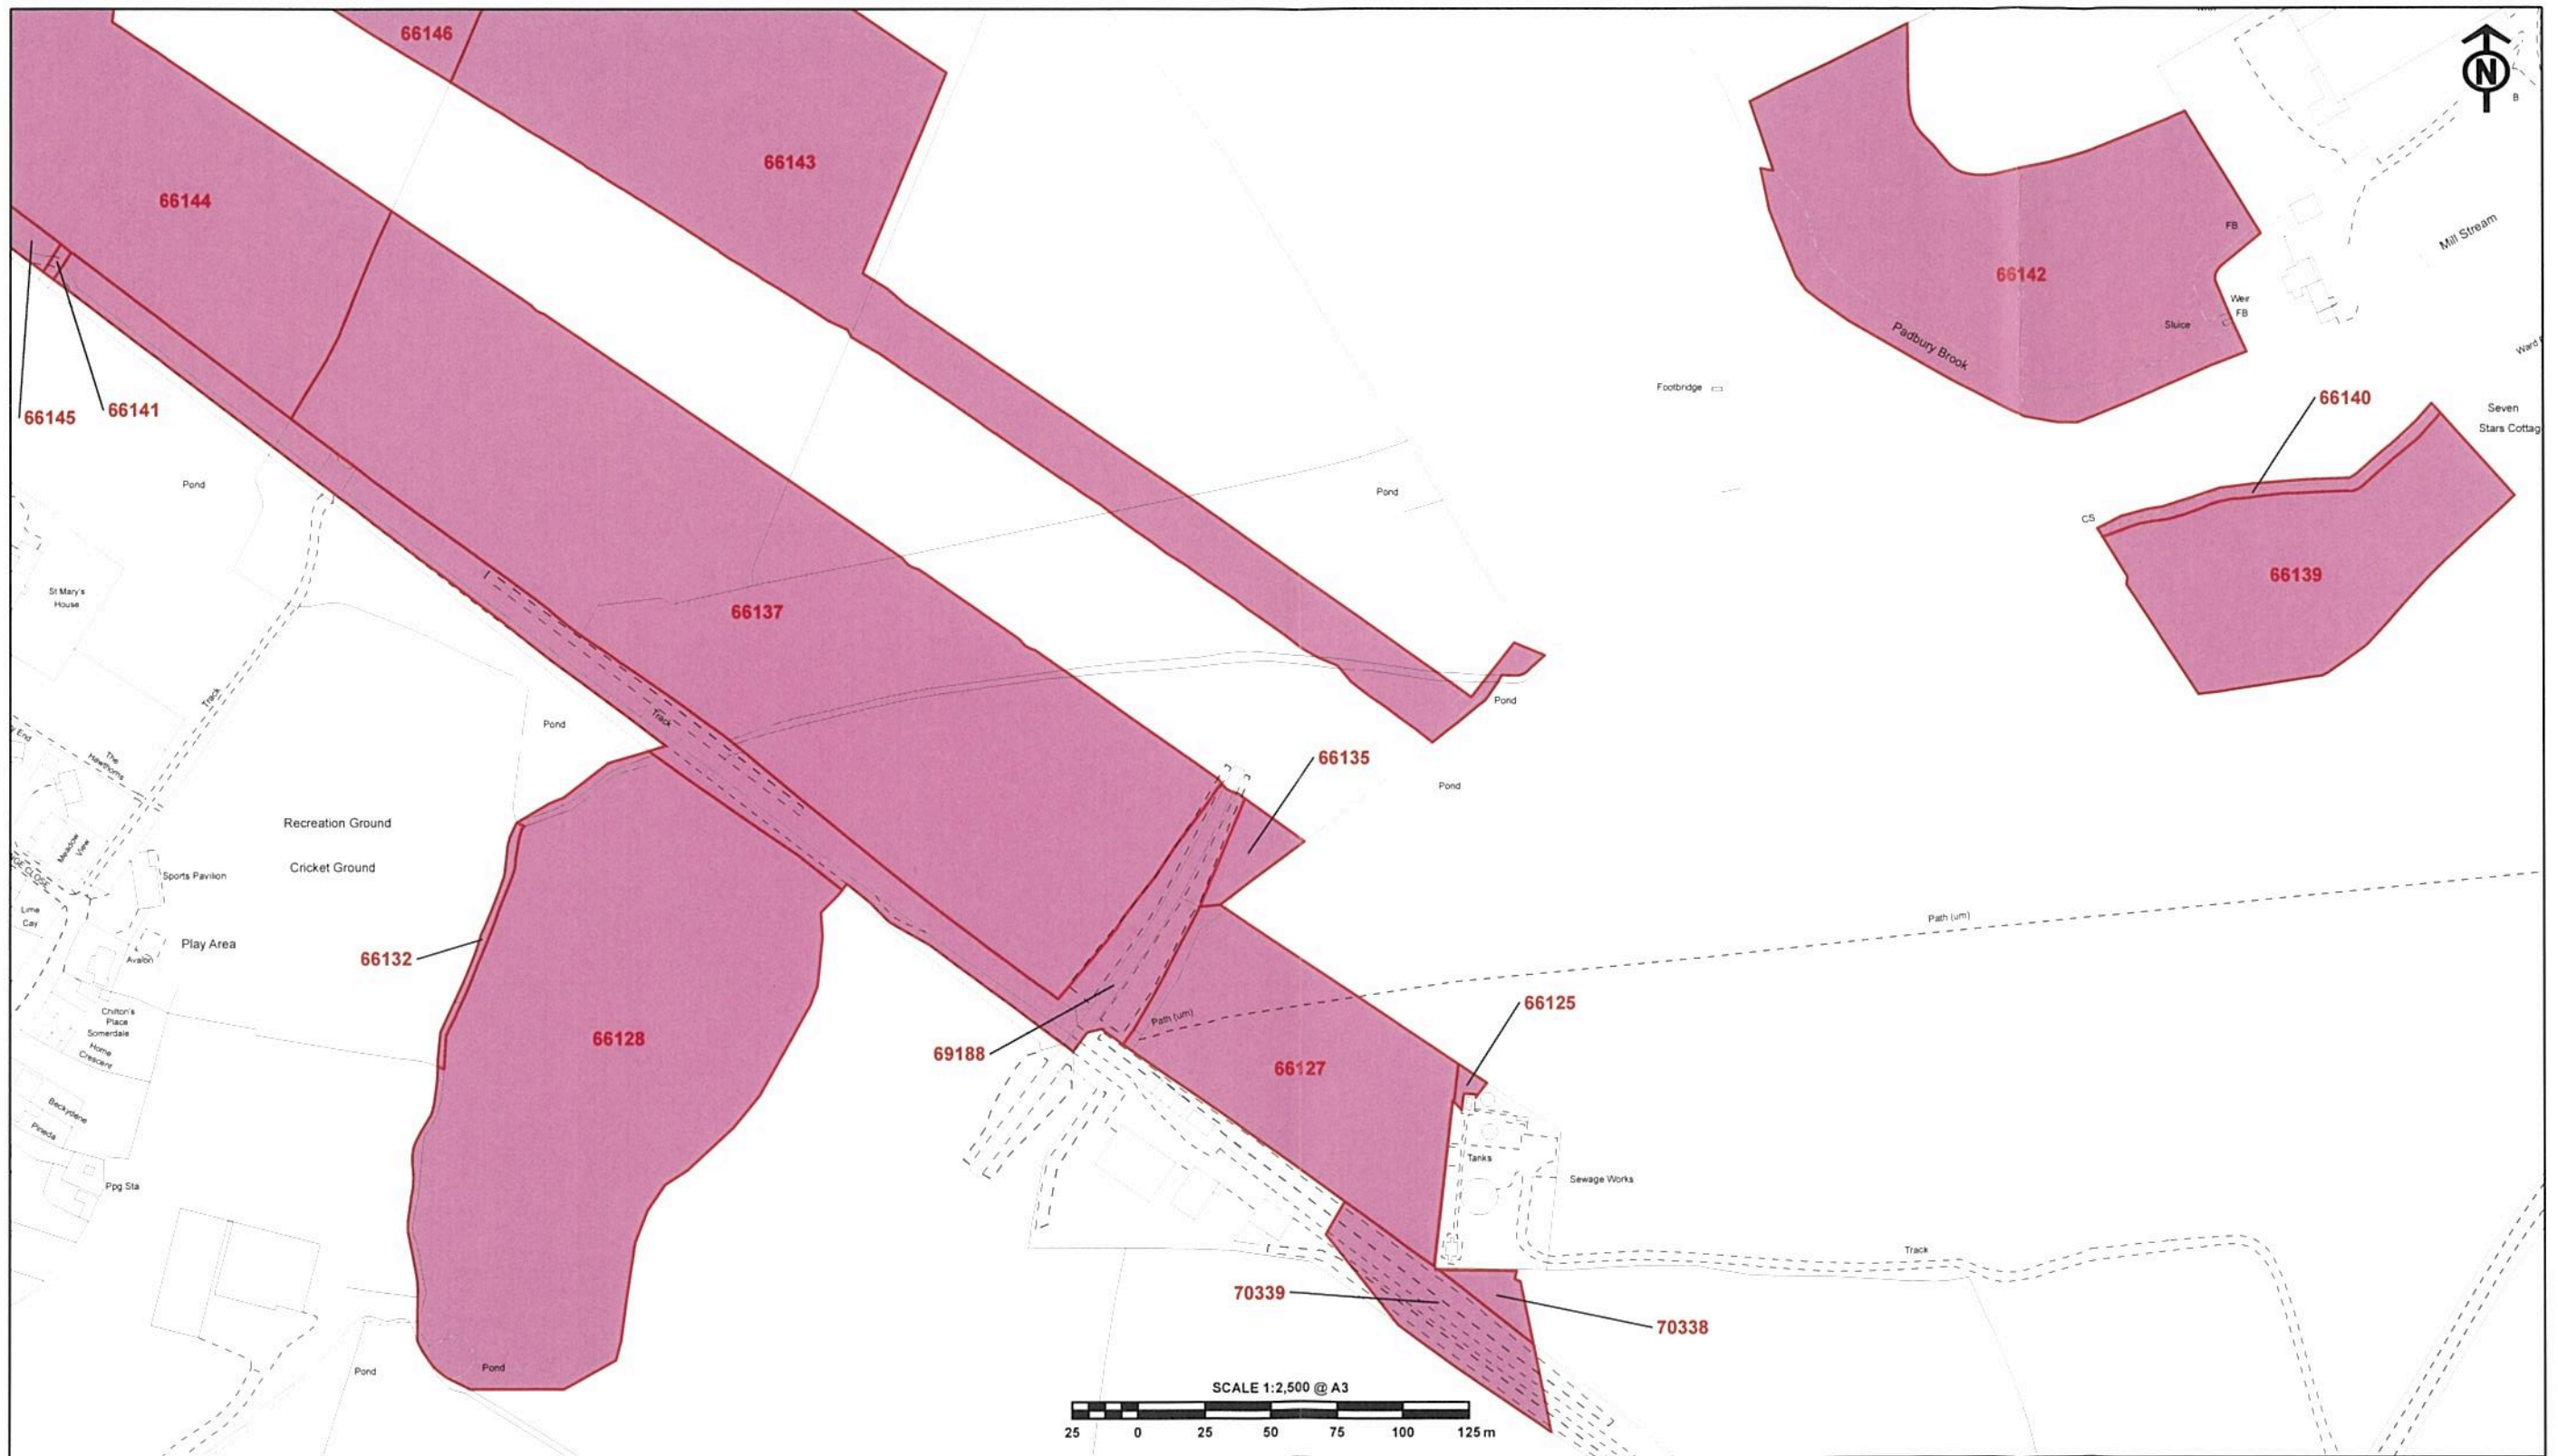 66146
N
B
66143
66144
FB
Mill Stream
66142
Weir
FB
Sluice
Padbury Brook
Footbridge
66140
66145
66141
Seven
Stars Cottag
Pond
Pond
C5
66139
St Mary's
House
66137
Track
Pond
Track
Pond
The
Hawthorns
66135
Pond
Recreation Ground
Meadow
View
Cricket Ground
Sports Pavilion
Lime
Cay
Path (um)
Play Area
66132
Avalon
66125
Chilton's
Place
Somerdale
Path (um)
66128
69188
Home
Crescent
66127
Beckydene
Pineda
Tanks
Sewage Works
Ppg Sta
Track
70339
70338
Pond
Pond
SCALE 1:2,500 @ A3
25 0 25 50 75 100 125 m